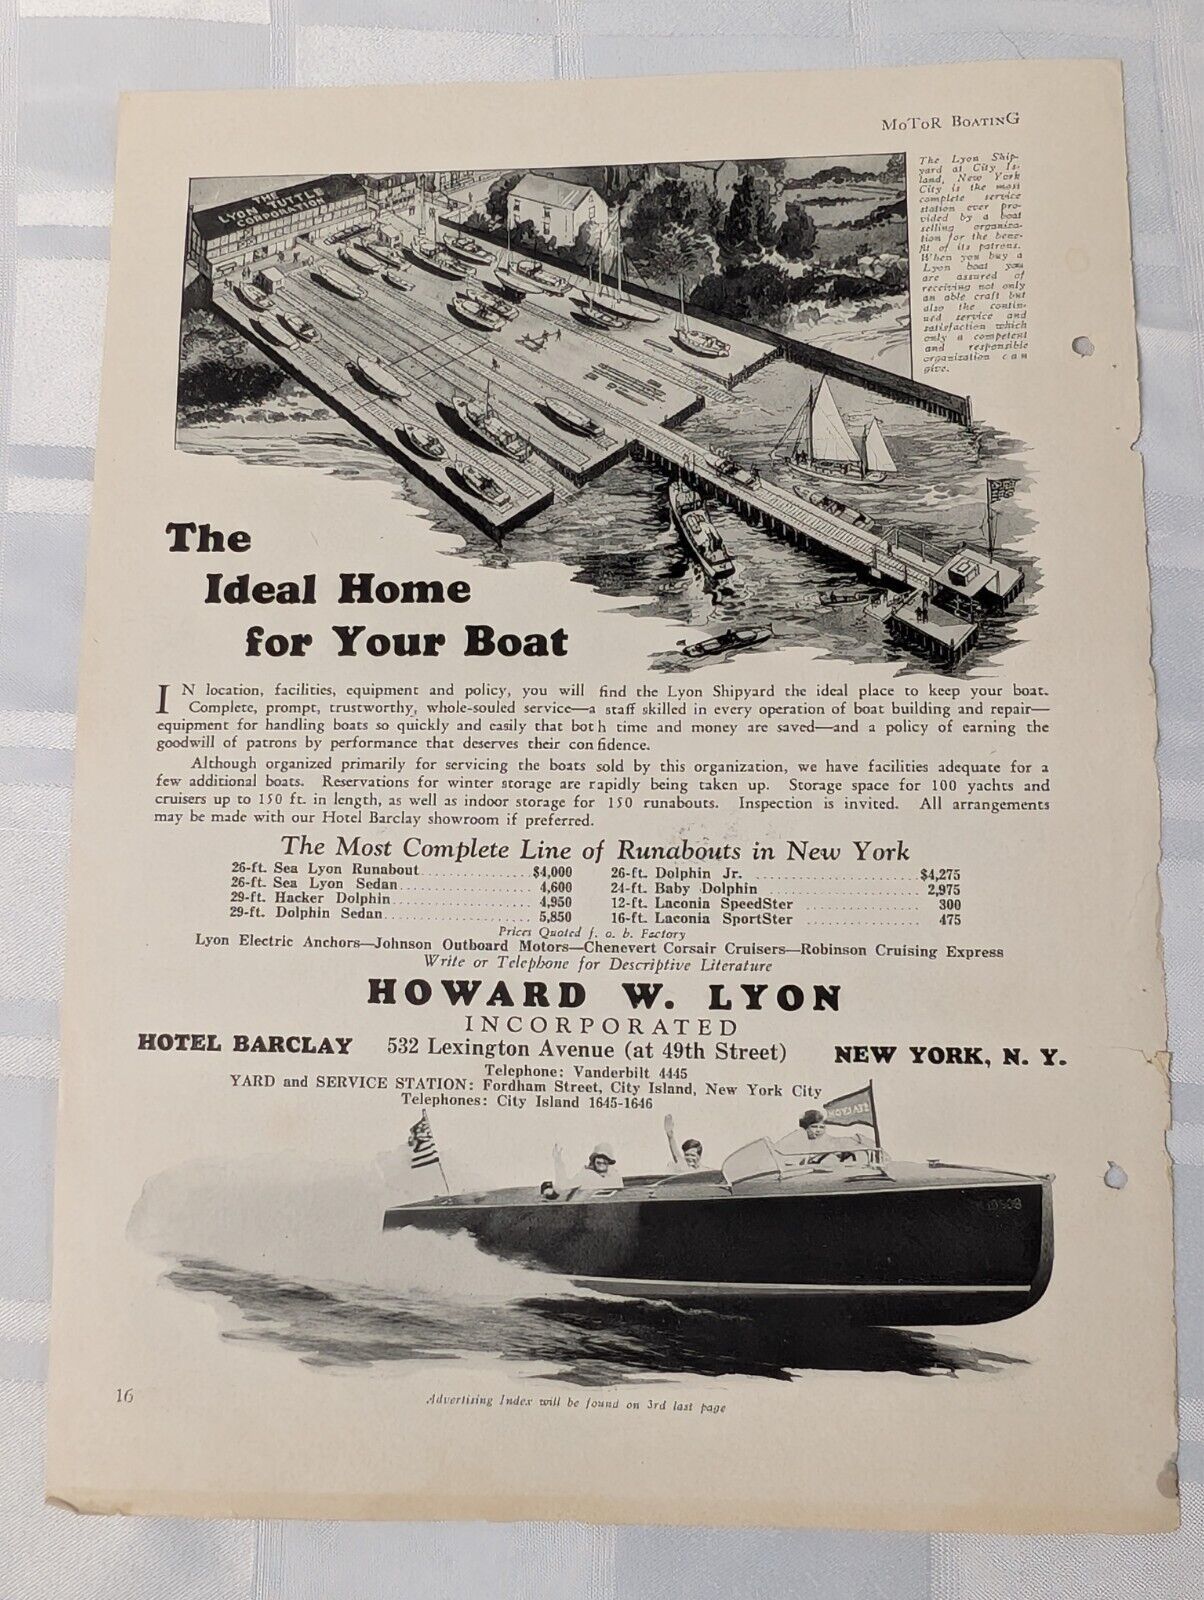 MoToR BoatinG
THE
LYON TUTTLE
CORPORATION
The Lyon Ship-
yard at City Is-
land, New York
City is the most
complete service
station ever pro-
vided by a boat
selling organiza-
tion for the bene-
fit of its patrons.
When you buy a
Lyon boat you
are assured of
receiving not only
an able craft but
also the contin-
ued service and
satisfaction which
only a competent
and responsible
organization can
give.
The
Ideal Home
for Your Boat
IN location, facilities, equipment and policy, you will find the Lyon Shipyard the ideal place to keep your boat.
Complete, prompt, trustworthy, whole-souled service—a staff skilled in every operation of boat building and repair—
equipment for handling boats so quickly and easily that both time and money are saved—and a policy of earning the
goodwill of patrons by performance that deserves their confidence.
Although organized primarily for servicing the boats sold by this organization, we have facilities adequate for a
few additional boats. Reservations for winter storage are rapidly being taken up. Storage space for 100 yachts and
cruisers up to 150 ft. in length, as well as indoor storage for 150 runabouts. Inspection is invited. All arrangements
may be made with our Hotel Barclay showroom if preferred.
The Most Complete Line of Runabouts in New York
26-ft. Sea Lyon Runabout............$4,000
26-ft. Sea Lyon Sedan............... 4,600
29-ft. Hacker Dolphin............... 4,950
29-ft. Dolphin Sedan................ 5,850
26-ft. Dolphin Jr. .................$4,275
24-ft. Baby Dolphin ................ 2,975
12-ft. Laconia SpeedSter ........... 300
16-ft. Laconia SportSter ........... 475
Prices Quoted f. o. b. Factory
Lyon Electric Anchors—Johnson Outboard Motors—Chenevert Corsair Cruisers—Robinson Cruising Express
Write or Telephone for Descriptive Literature
HOWARD W. LYON
INCORPORATED
HOTEL BARCLAY 532 Lexington Avenue (at 49th Street) NEW YORK, N. Y.
Telephone: Vanderbilt 4445
YARD and SERVICE STATION: Fordham Street, City Island, New York City
Telephones: City Island 1645-1646
SEA LYON
16
Advertising Index will be found on 3rd last page